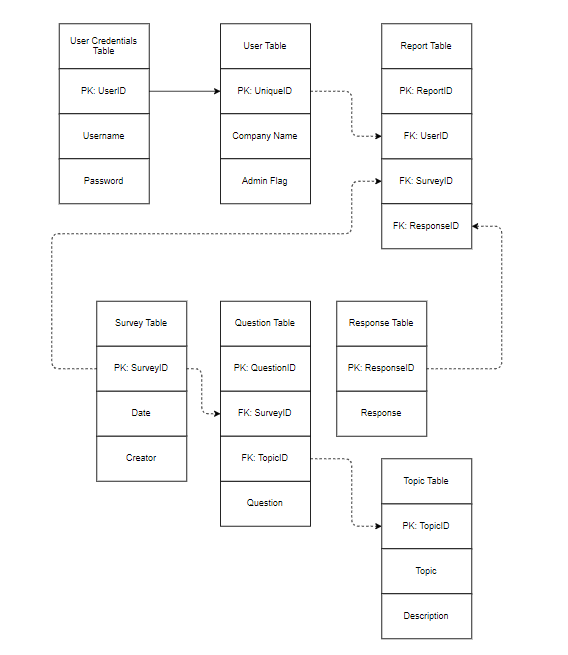 User Credentials
Table
PK: UserID
Username
Password
User Table
PK: UniqueID
Company Name
Admin Flag
Report Table
PK: ReportID
FK: UserID
FK: SurveyID
FK: ResponseID
Survey Table
PK: SurveyID
Date
Creator
Question Table
PK: QuestionID
FK: SurveyID
FK: TopicID
Question
Response Table
PK: ResponseID
Response
Topic Table
PK: TopicID
Topic
Description